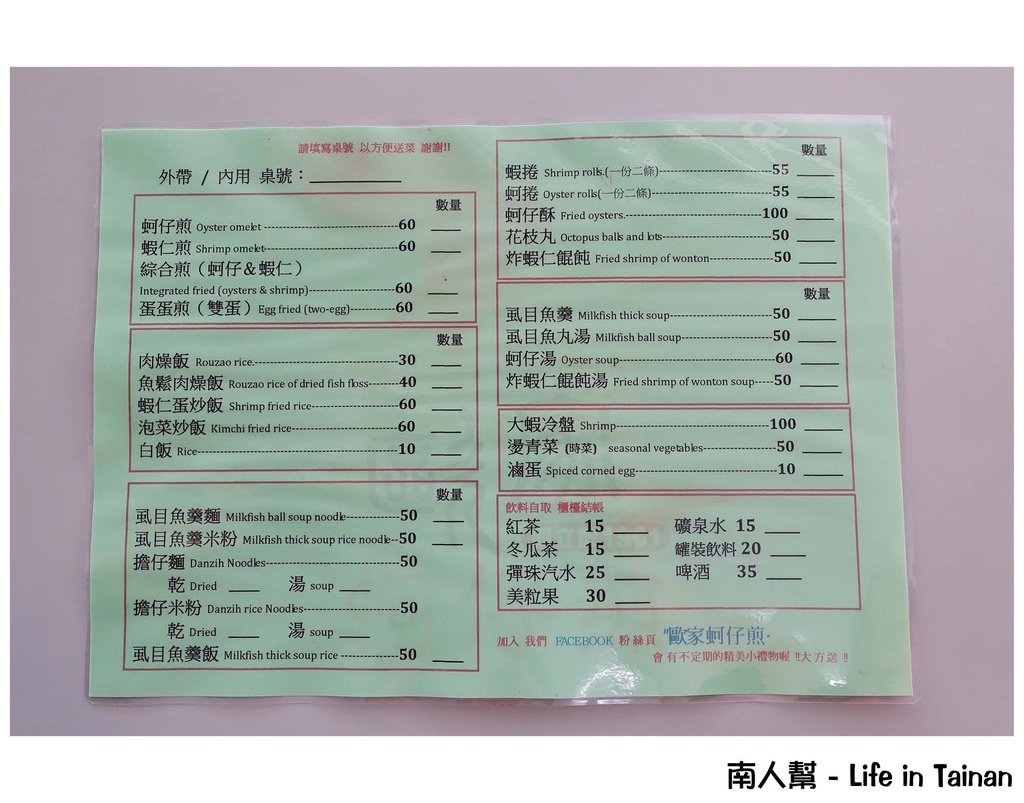 請填寫桌號 以方便送菜 謝謝!!
外帶 / 內用 桌號：
數量
蚵仔煎 Oyster omelet 60
蝦仁煎 Shrimp omelet 60
綜合煎（蚵仔＆蝦仁）
Integrated fried (oysters & shrimp) 60
蛋蛋煎（雙蛋）Egg fried (two-egg) 60
數量
肉燥飯 Rouzao rice. 30
魚鬆肉燥飯 Rouzao rice of dried fish floss 40
蝦仁蛋炒飯 Shrimp fried rice 60
泡菜炒飯 Kimchi fried rice 60
白飯 Rice 10
數量
虱目魚羹麵 Milkfish ball soup noodle 50
虱目魚羹米粉 Milkfish thick soup rice noodle 50
擔仔麵 Danzih Noodles 50
乾 Dried 湯 soup
擔仔米粉 Danzih rice Noodles 50
乾 Dried 湯 soup
虱目魚羹飯 Milkfish thick soup rice 50
數量
蝦捲 Shrimp rolls.(一份二條) 55
蚵捲 Oyster rolls(一份二條) 55
蚵仔酥 Fried oysters. 100
花枝丸 Octopus balls and lots 50
炸蝦仁餛飩 Fried shrimp of wonton 50
數量
虱目魚羹 Milkfish thick soup 50
虱目魚丸湯 Milkfish ball soup 50
蚵仔湯 Oyster soup 60
炸蝦仁餛飩湯 Fried shrimp of wonton soup 50
大蝦冷盤 Shrimp 100
燙青菜 (時菜) seasonal vegetables 50
滷蛋 Spiced corned egg 10
飲料自取 櫃檯結帳
紅茶 15 礦泉水 15
冬瓜茶 15 罐裝飲料 20
彈珠汽水 25 啤酒 35
美粒果 30
加入 我們 FACEBOOK 粉絲頁 "歐家蚵仔煎"
會有不定期的精美小禮物喔 !!大方送 !!
南人幫 - Life in Tainan